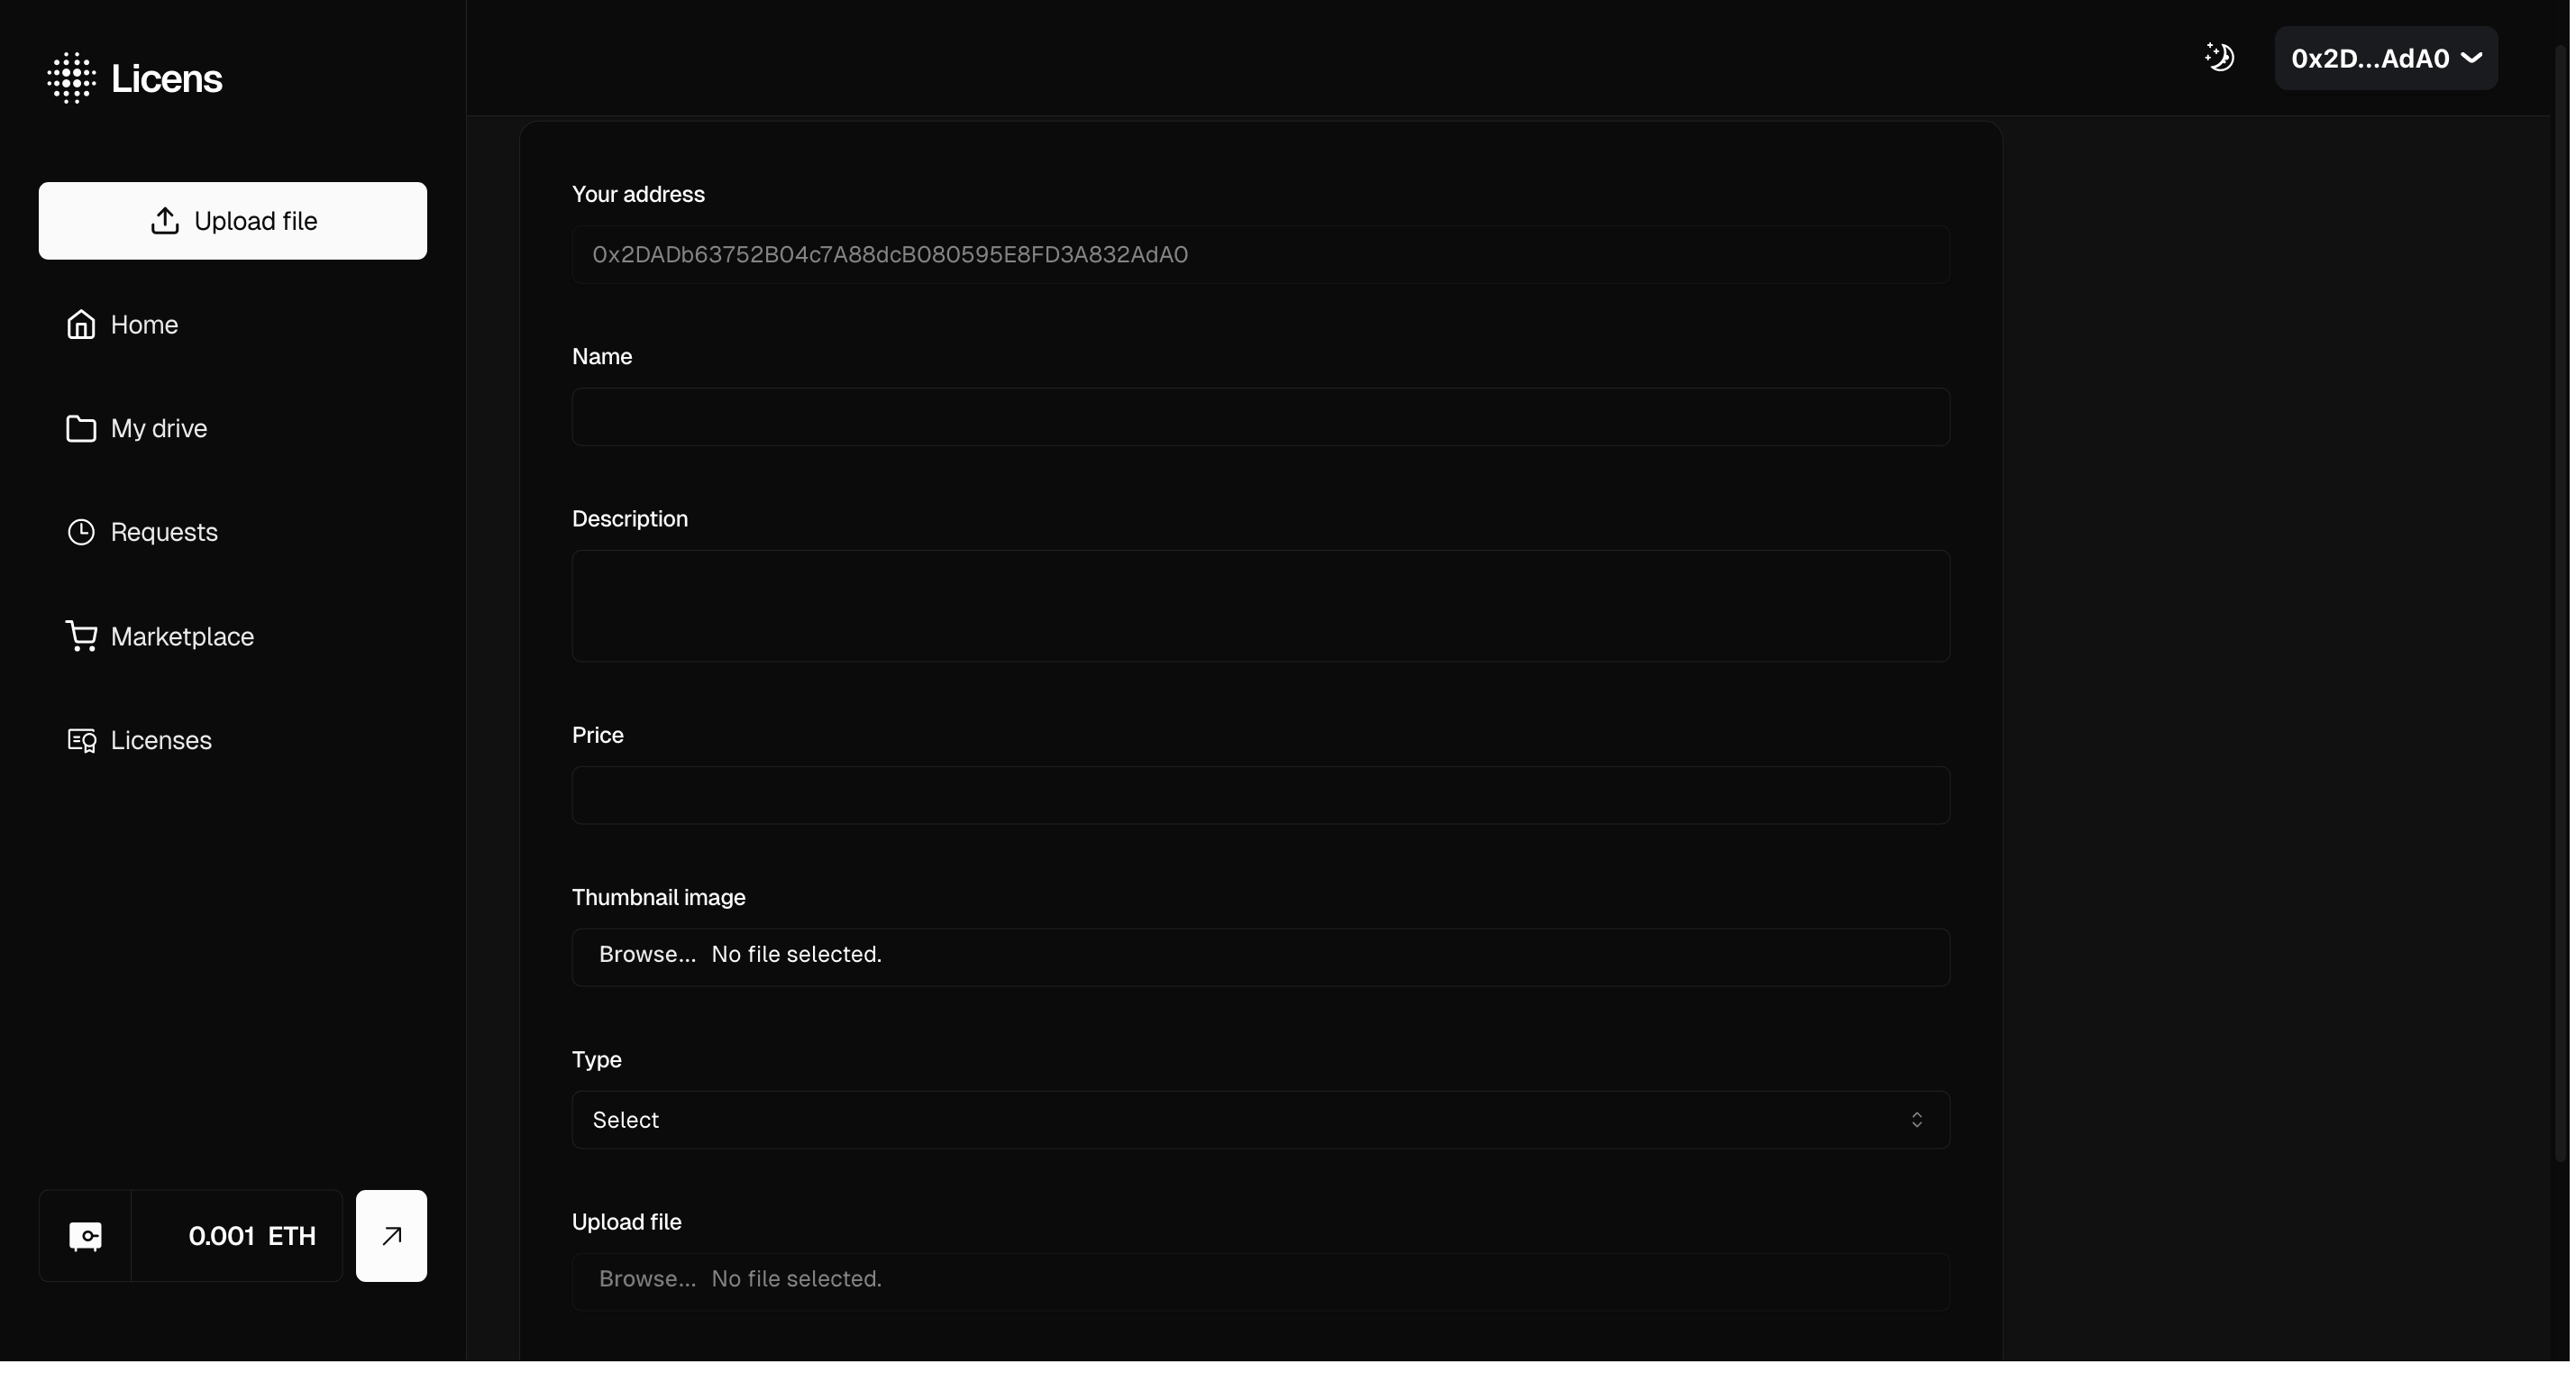 Licens
Upload file
Home
My drive
Requests
Marketplace
Licenses
0.001 ETH
0x2D...AdA0
Your address
0x2DADb63752B04c7A88dcB080595E8FD3A832AdA0
Name
Description
Price
Thumbnail image
Browse... No file selected.
Type
Select
Upload file
Browse... No file selected.